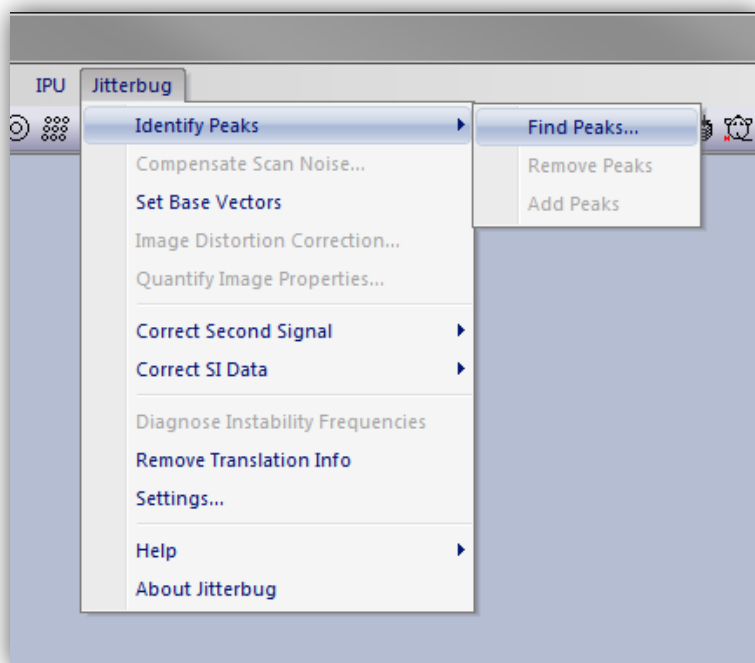 IPU Jitterbug
Identify Peaks
Find Peaks...
Compensate Scan Noise...
Remove Peaks
Set Base Vectors
Add Peaks
Image Distortion Correction...
Quantify Image Properties...
Correct Second Signal
Correct SI Data
Diagnose Instability Frequencies
Remove Translation Info
Settings...
Help
About Jitterbug